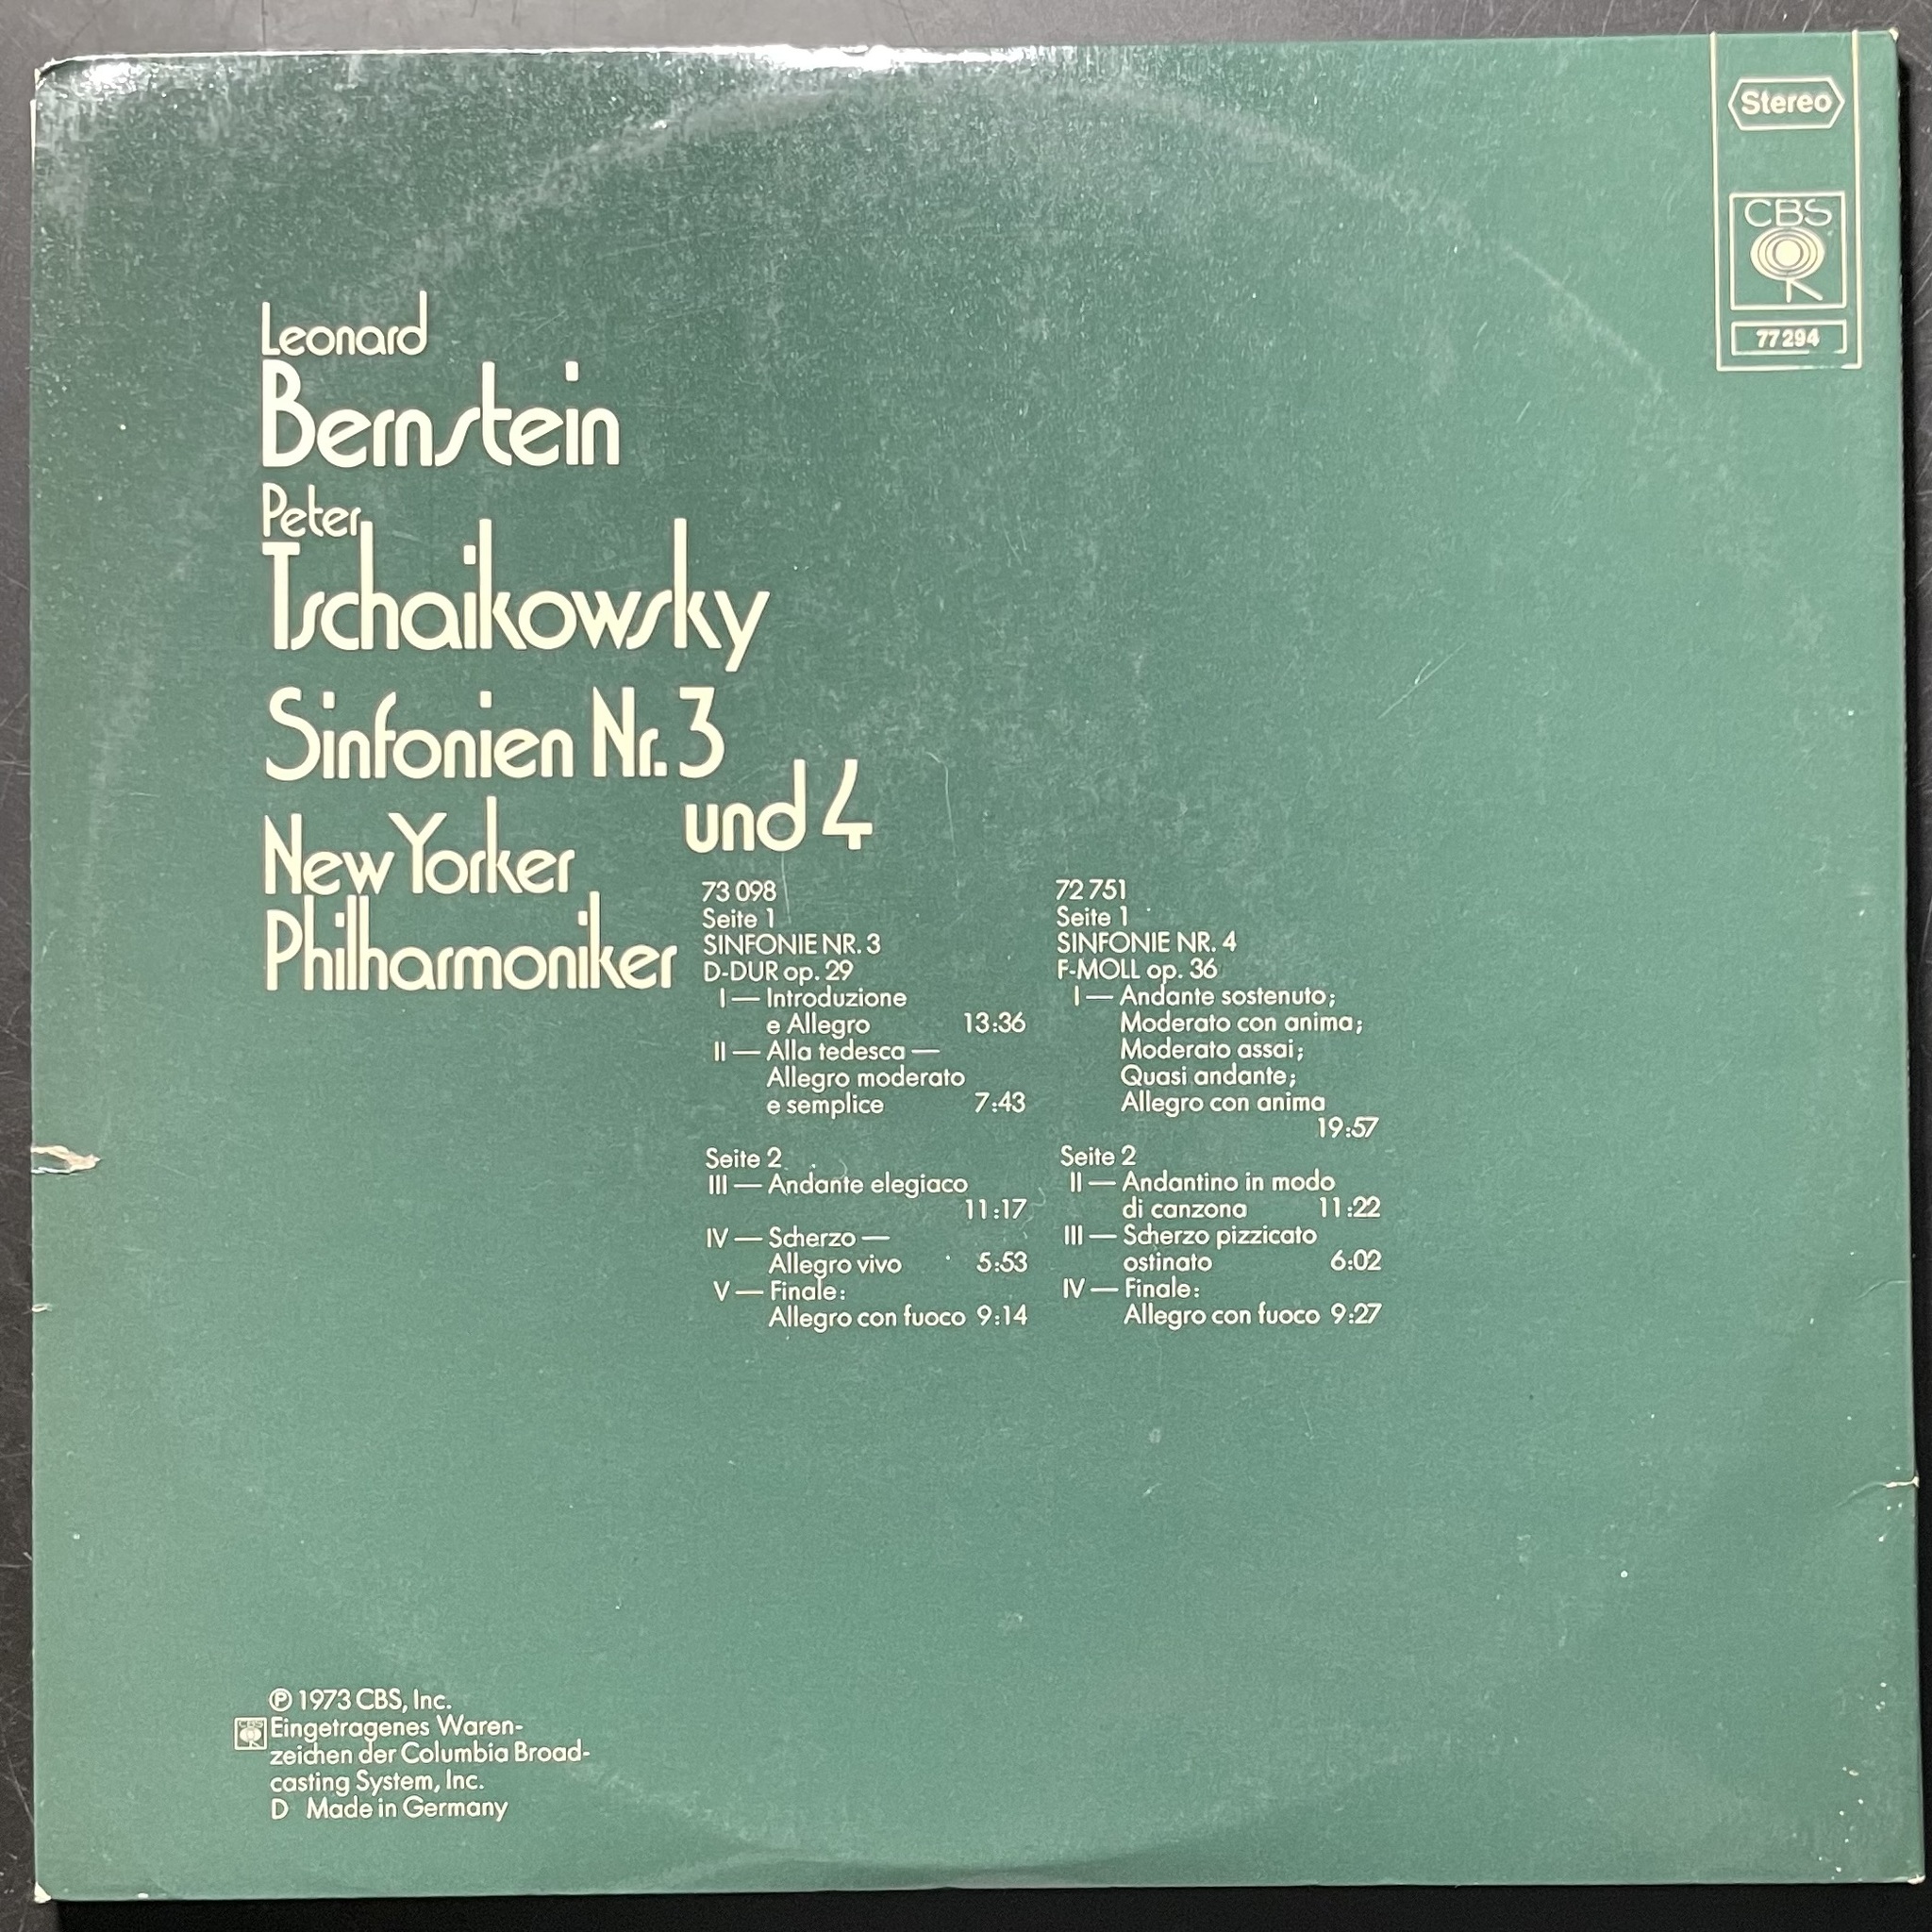 Stereo
CBS
77 294
Leonard
Bernstein
Peter
Tschaikowsky
Sinfonien Nr. 3
und 4
New Yorker
Philharmoniker
73 098
Seite 1
SINFONIE NR. 3
D-DUR op. 29
I — Introduzione
e Allegro 13:36
II — Alla tedesca —
Allegro moderato
e semplice 7:43
Seite 2
III — Andante elegiaco
11:17
IV — Scherzo —
Allegro vivo 5:53
V — Finale:
Allegro con fuoco 9:14
72 751
Seite 1
SINFONIE NR. 4
F-MOLL op. 36
I — Andante sostenuto;
Moderato con anima;
Moderato assai;
Quasi andante;
Allegro con anima
19:57
Seite 2
II — Andantino in modo
di canzona 11:22
III — Scherzo pizzicato
ostinato 6:02
IV — Finale:
Allegro con fuoco 9:27
℗ 1973 CBS, Inc.
CBS Eingetragenes Waren-
zeichen der Columbia Broad-
casting System, Inc.
D Made in Germany